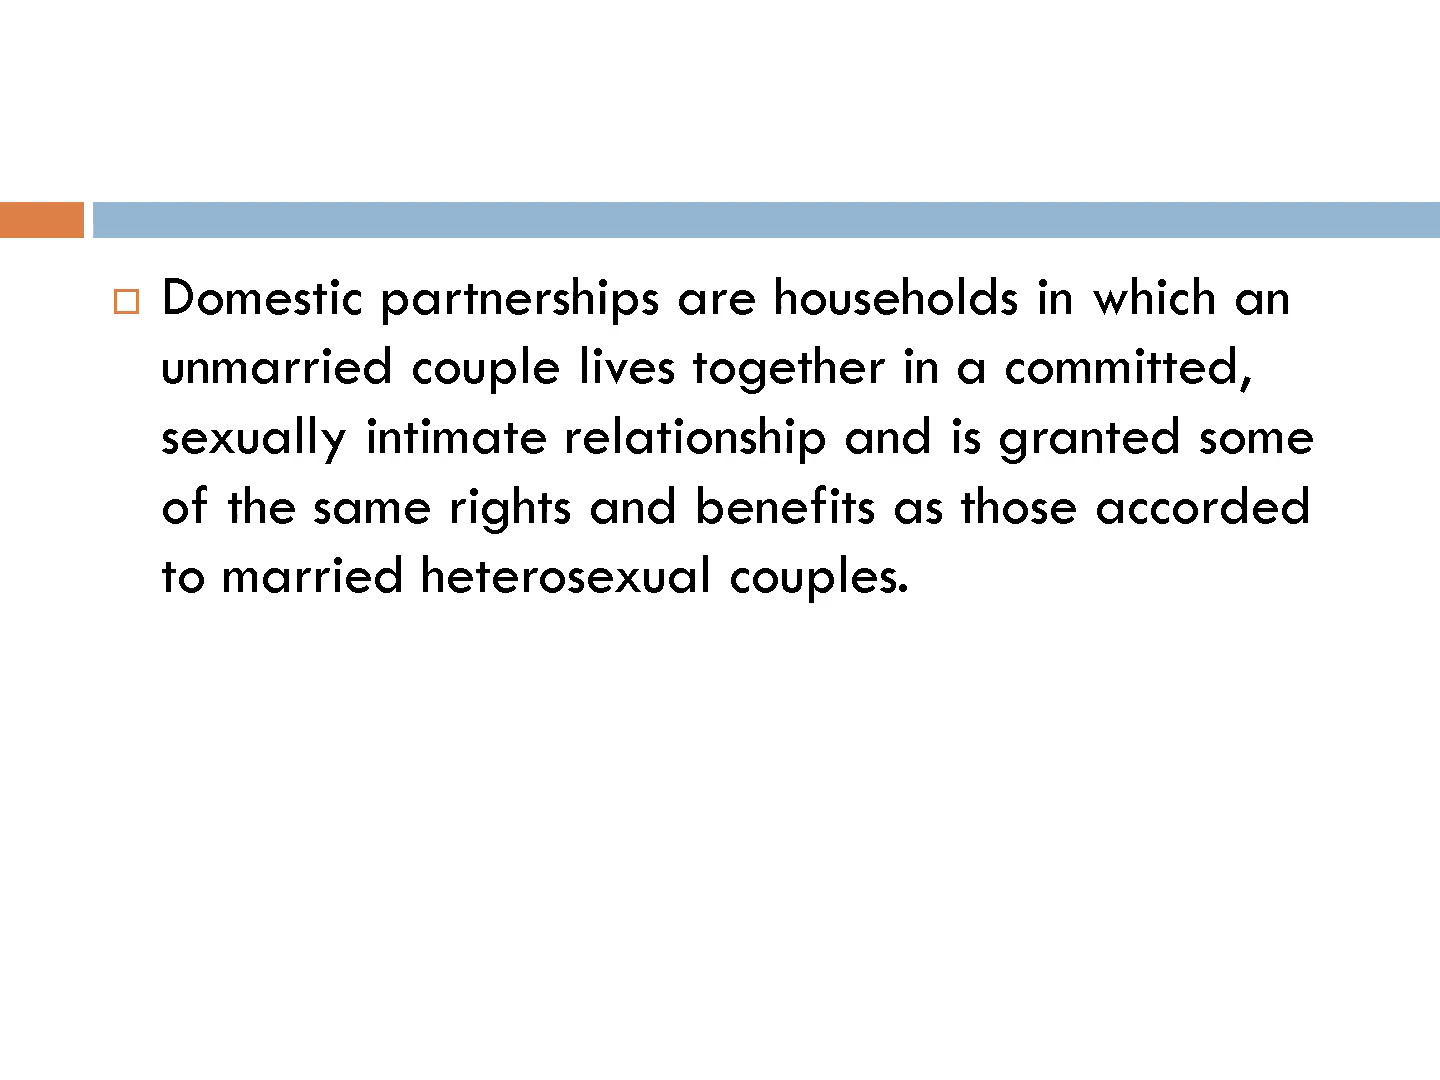 Domestic partnerships are households in which an
unmarried couple lives together in a committed,
sexually intimate relationship and is granted some
of the same rights and benefits as those accorded
to married heterosexual couples.